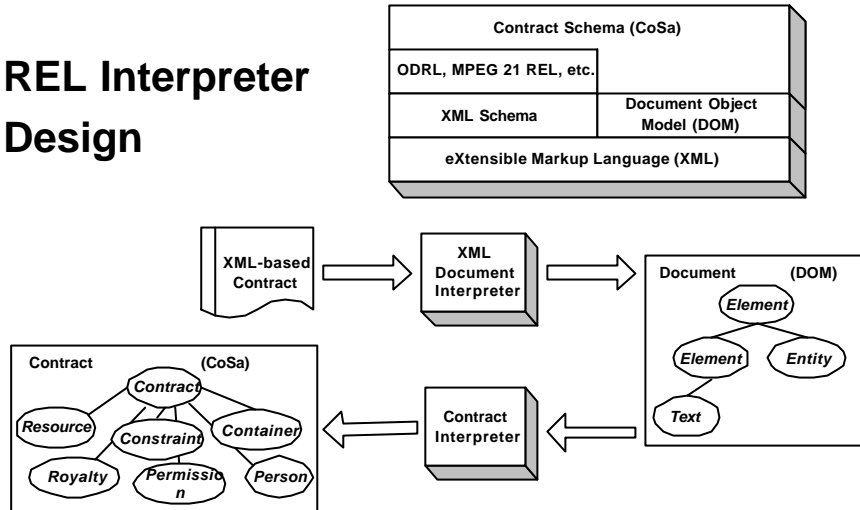 REL Interpreter
Design
Contract Schema (CoSa)
ODRL, MPEG 21 REL, etc.
XML Schema
Document Object
Model (DOM)
eXtensible Markup Language (XML)
XML-based
Contract
XML
Document
Interpreter
Document (DOM)
Element
Element
Entity
Text
Contract (CoSa)
Contract
Resource
Constraint
Container
Royalty
Permissio
n
Person
Contract
Interpreter